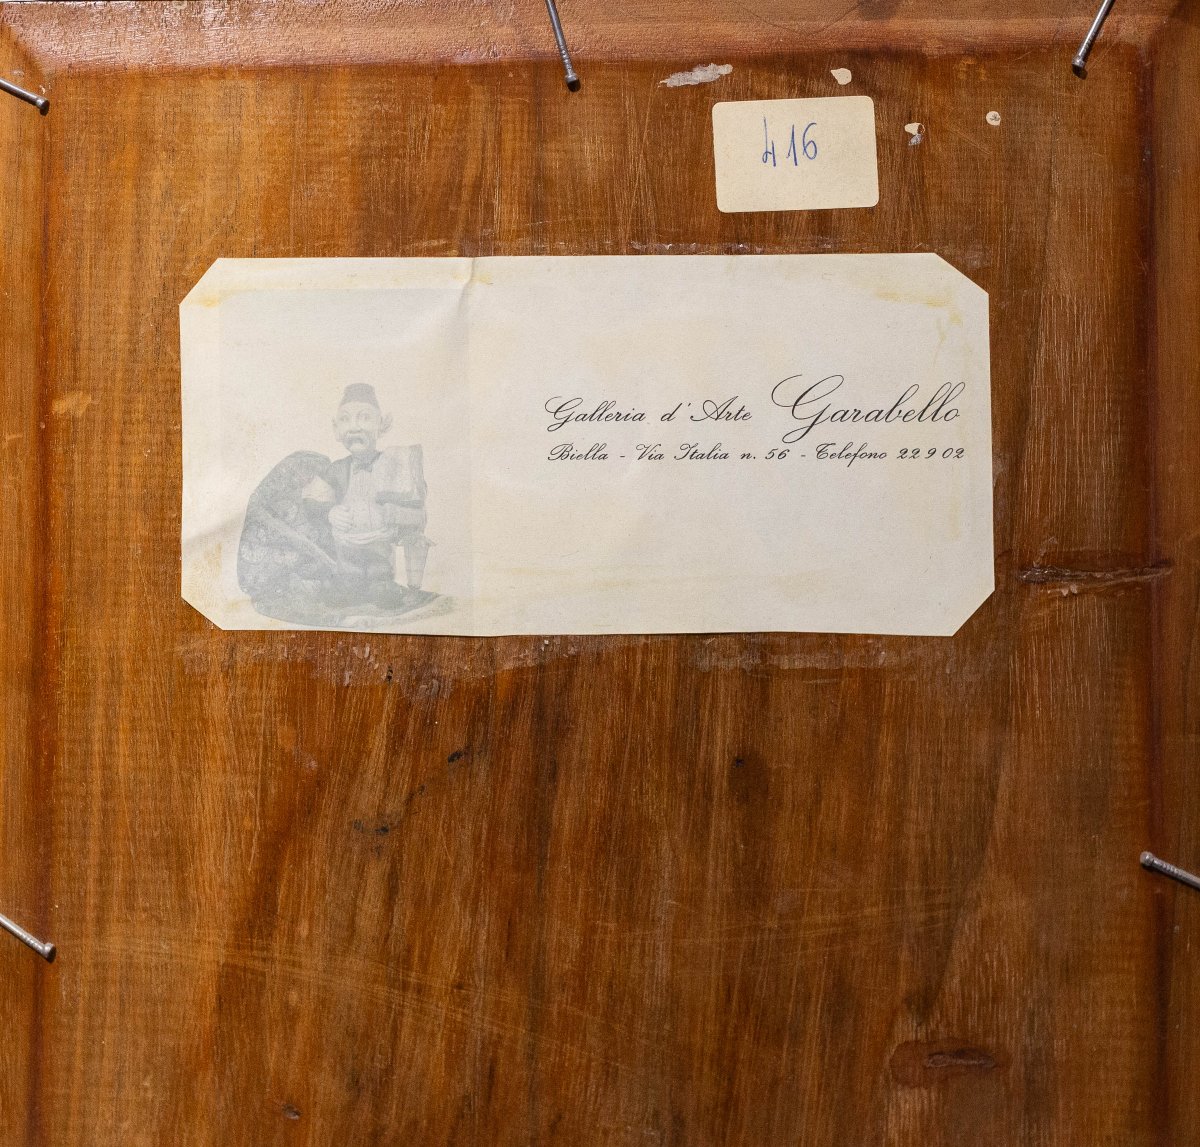 416
Galleria d'Arte Garabello
Biella - Via Italia n. 56 - Telefono 22902